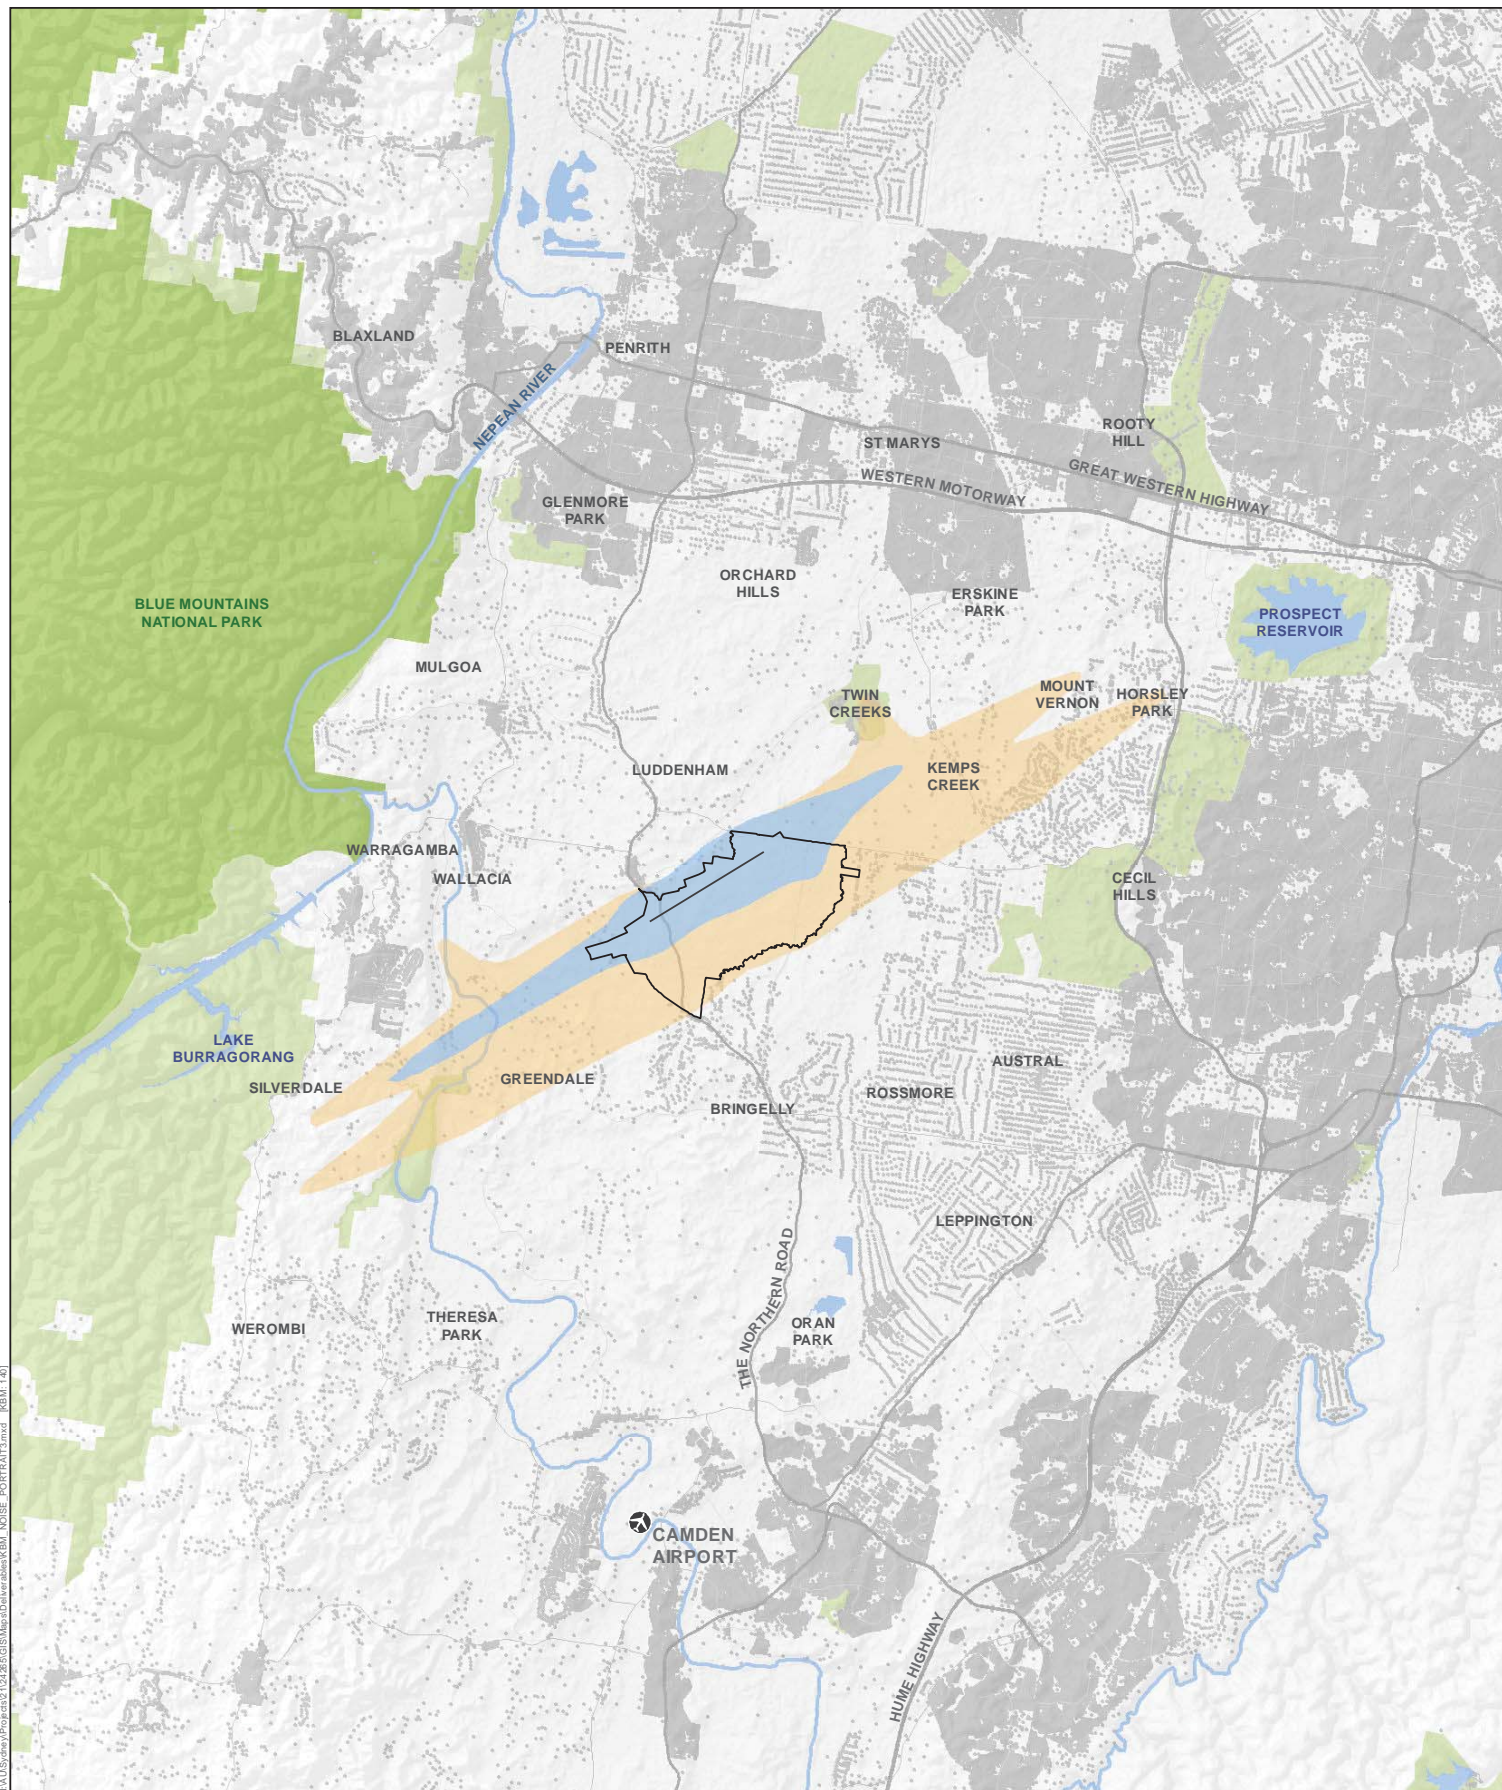 BLAXLAND
PENRITH
NEPEAN RIVER
ROOTY
HILL
ST MARYS
GREAT WESTERN HIGHWAY
WESTERN MOTORWAY
GLENMORE
PARK
ORCHARD
HILLS
ERSKINE
PARK
BLUE MOUNTAINS
NATIONAL PARK
PROSPECT
RESERVOIR
MULGOA
TWIN
CREEKS
MOUNT
VERNON
HORSLEY
PARK
LUDDENHAM
KEMPS
CREEK
WARRAGAMBA
WALLACIA
CECIL
HILLS
LAKE
BURRAGORANG
SILVERDALE
GREENDALE
AUSTRAL
ROSSMORE
BRINGELLY
LEPPINGTON
THE NORTHERN ROAD
WEROMBI
THERESA
PARK
ORAN
PARK
CAMDEN
AIRPORT
HUME HIGHWAY